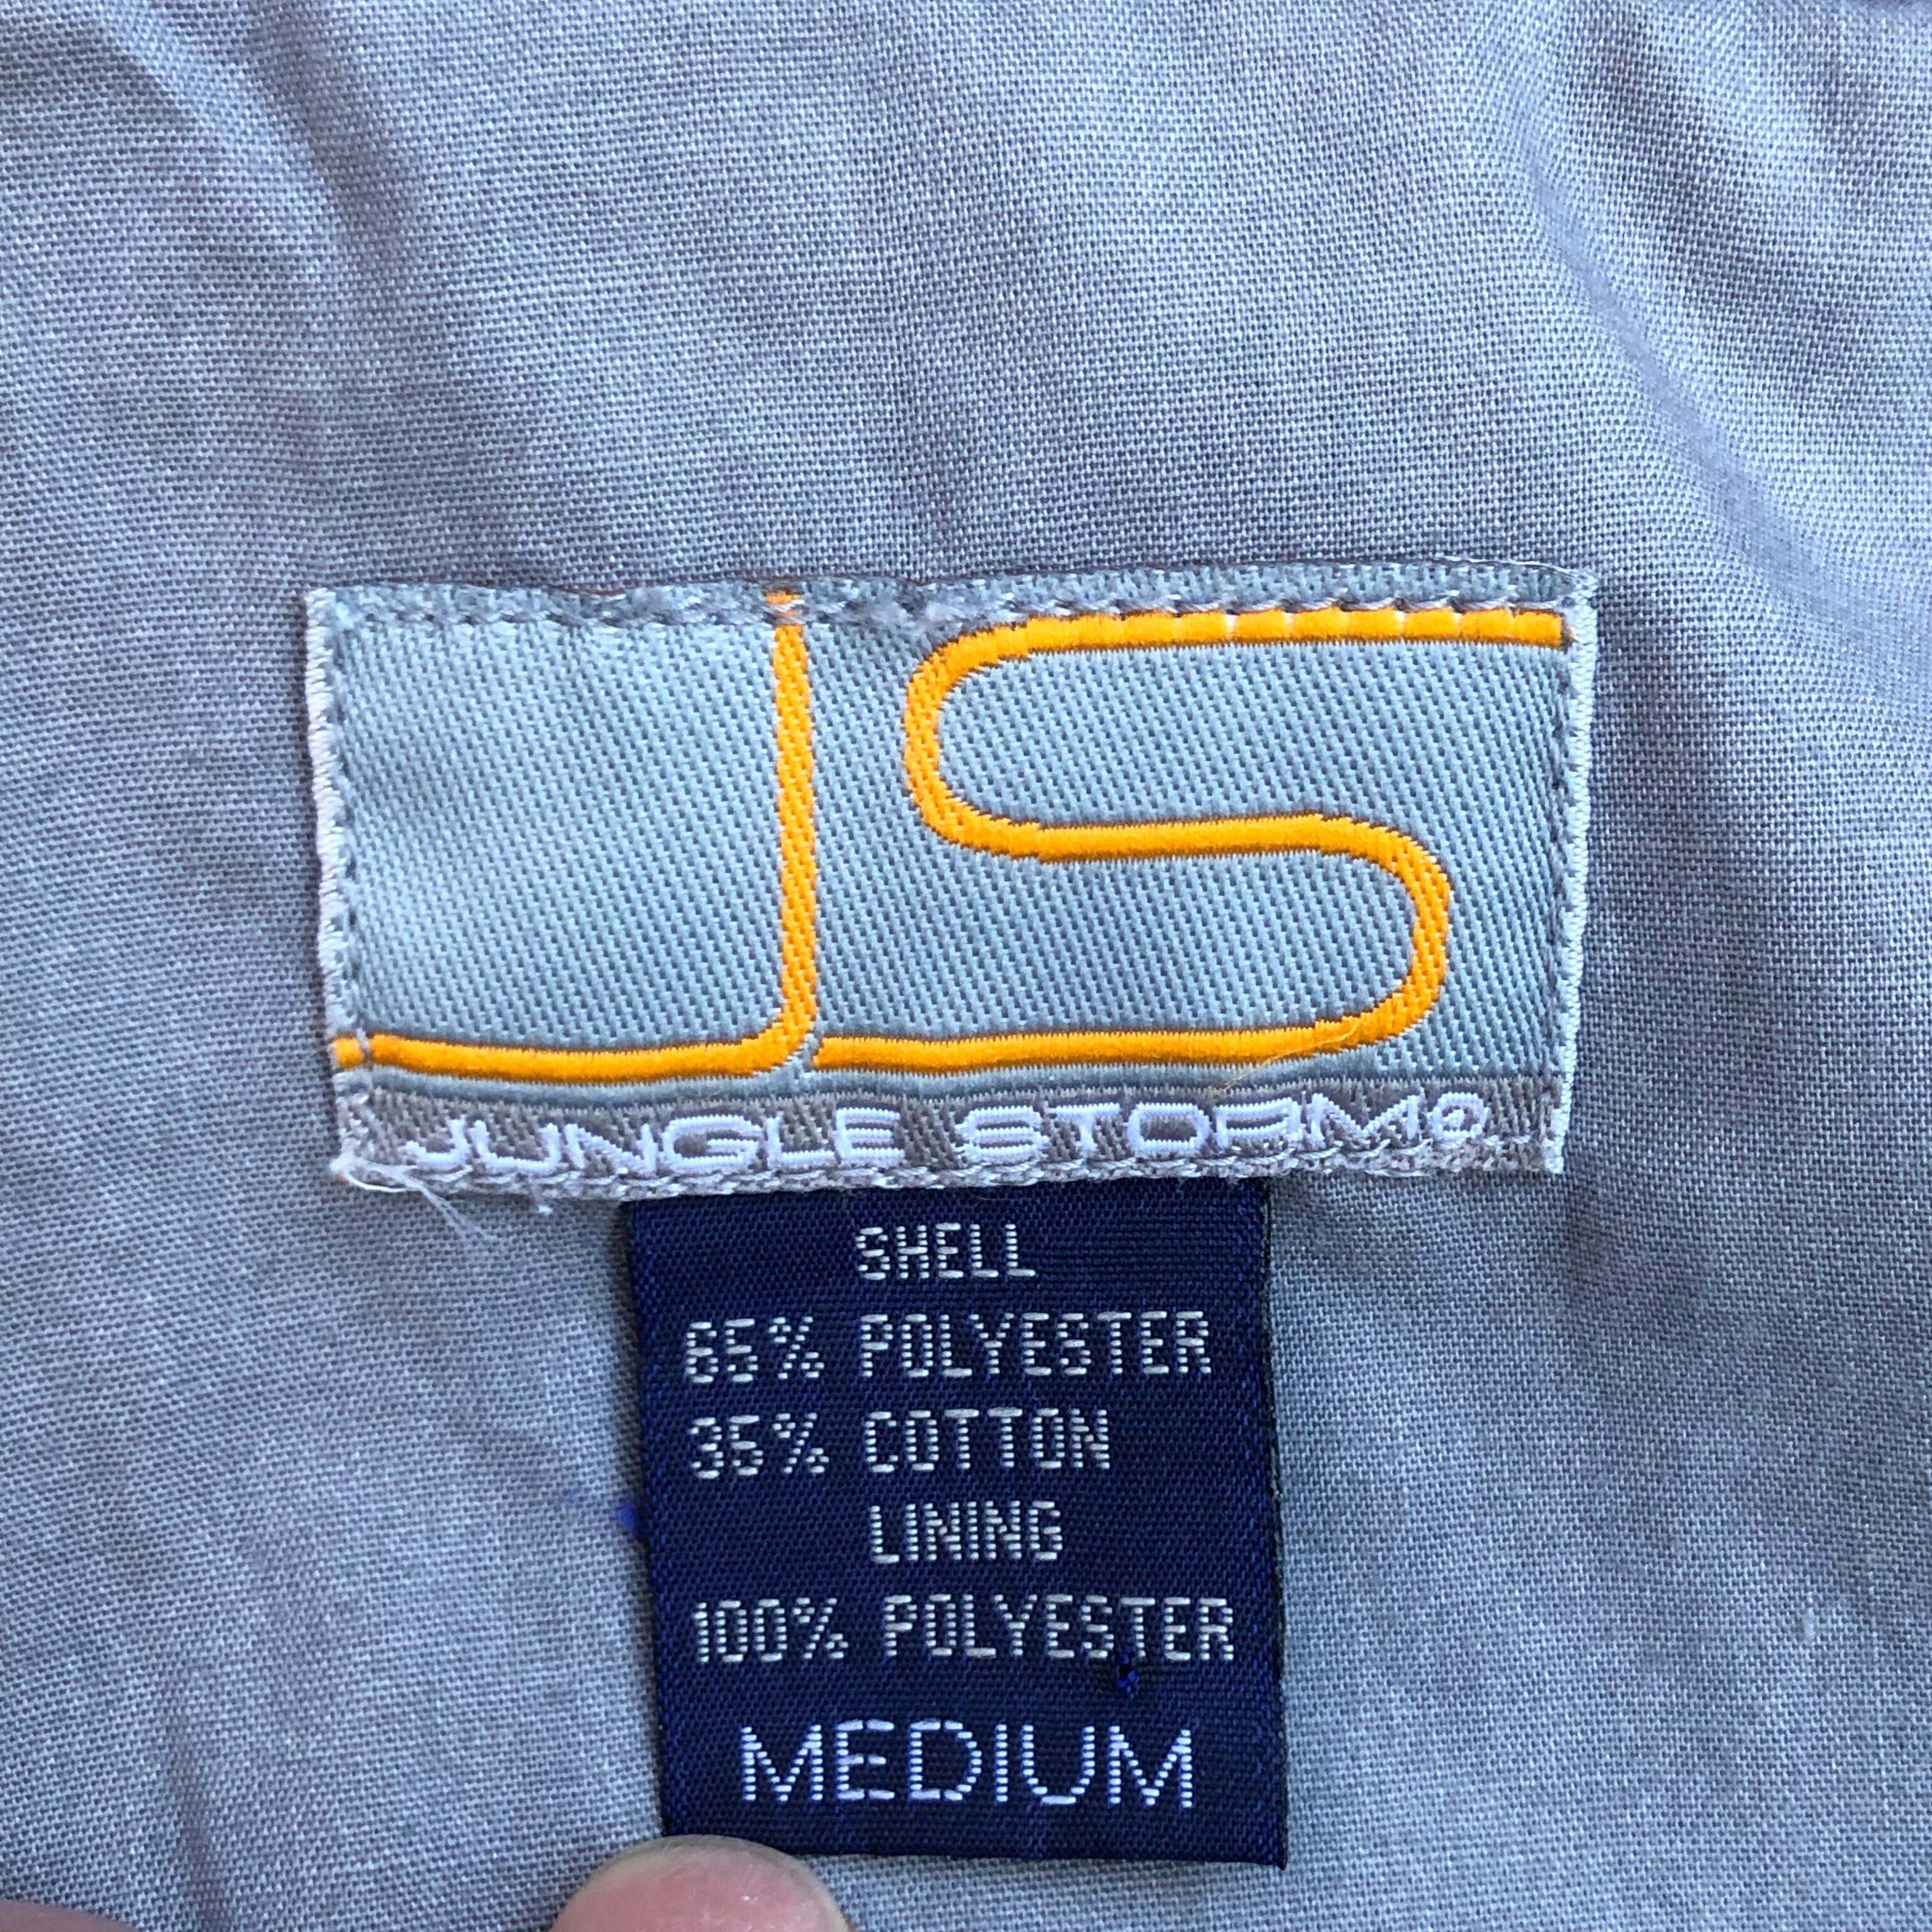 JS
JUNGLE STORM®
SHELL
65% POLYESTER
35% COTTON
LINING
100% POLYESTER
MEDIUM